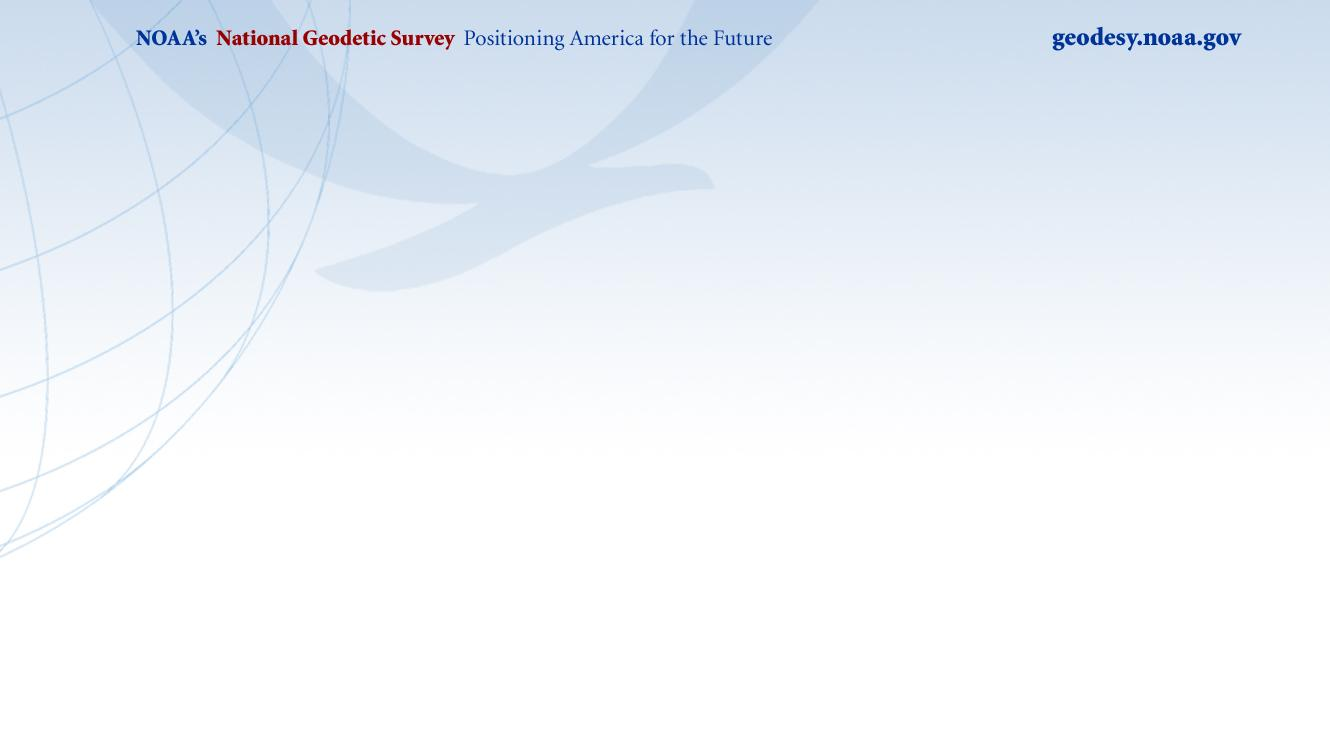 NOAA's National Geodetic Survey Positioning America for the Future
geodesy.noaa.gov